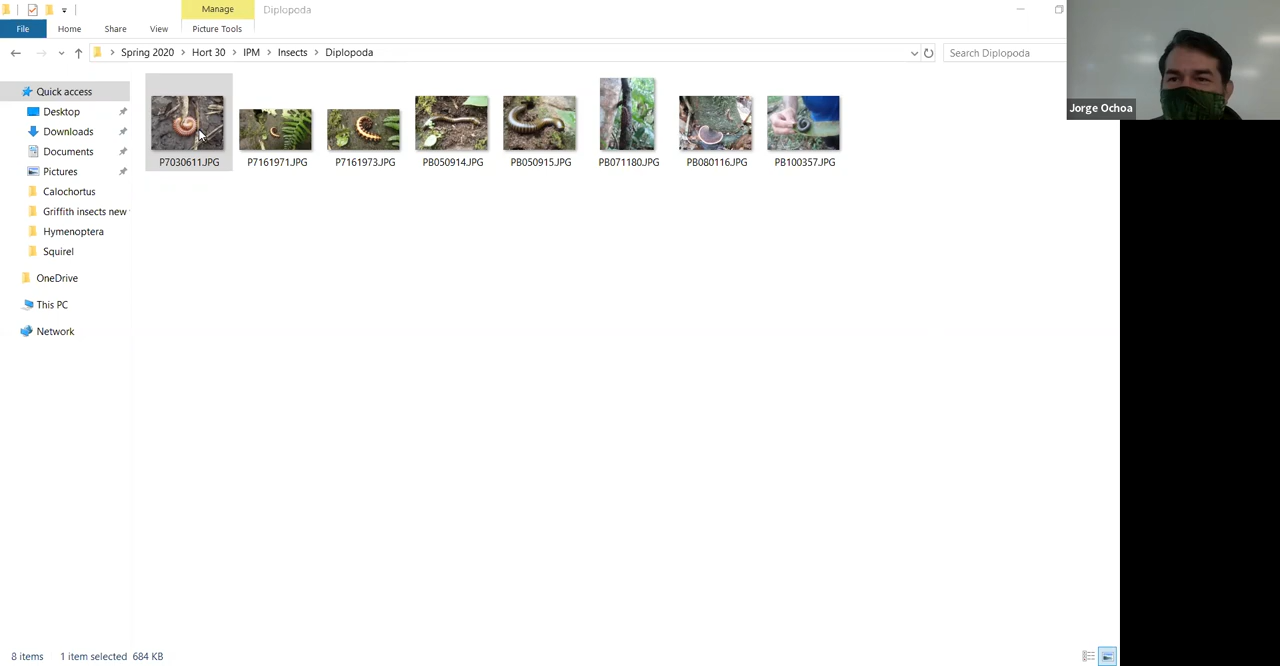 Manage
Diplopoda
File
Home
Share
View
Picture Tools
Spring 2020
Hort 30
IPM
Insects
Diplopoda
Search Diplopoda
Jorge Ochoa
Quick access
Desktop
Downloads
Documents
Pictures
Calochortus
Griffith insects new
Hymenoptera
Squirel
OneDrive
This PC
Network
P7030611.JPG
P7161971.JPG
P7161973.JPG
PB050914.JPG
PB050915.JPG
PB071180.JPG
PB080116.JPG
PB100357.JPG
8 items
1 item selected 684 KB